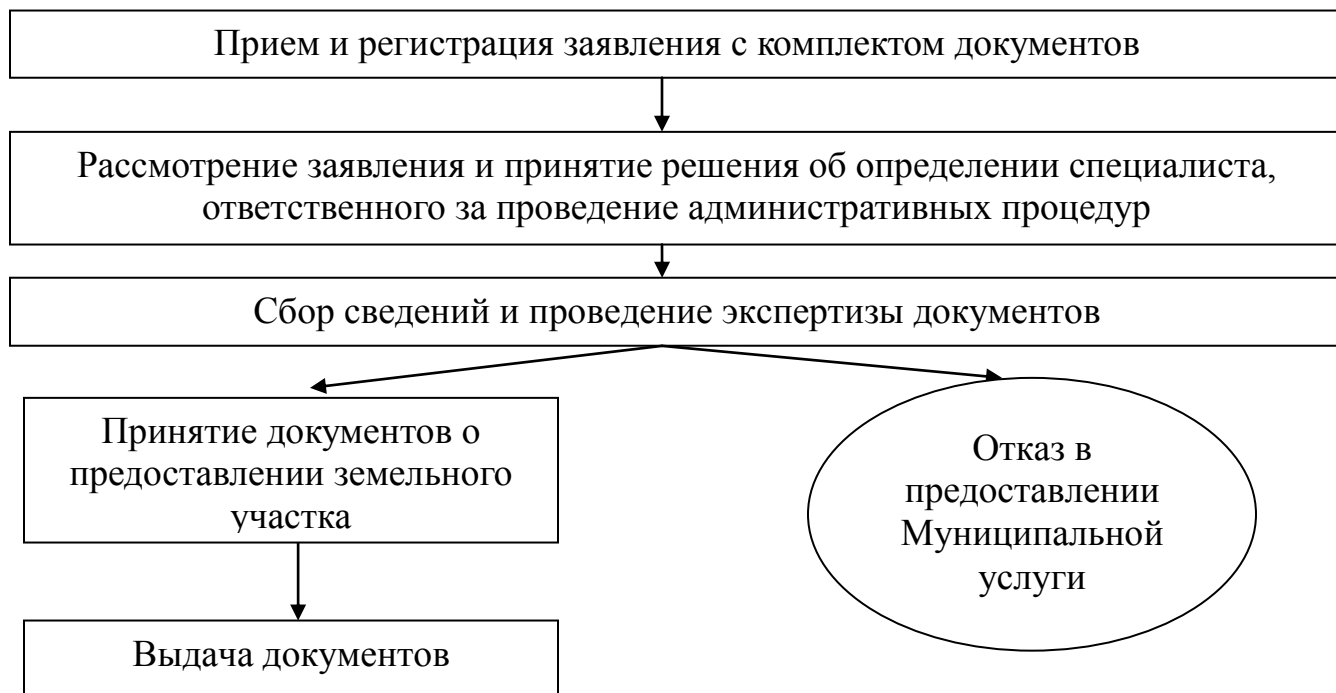 Прием и регистрация заявления с комплектом документов
Рассмотрение заявления и принятие решения об определении специалиста,
ответственного за проведение административных процедур
Сбор сведений и проведение экспертизы документов
Принятие документов о
предоставлении земельного
участка
Отказ в
предоставлении
Муниципальной
услуги
Выдача документов